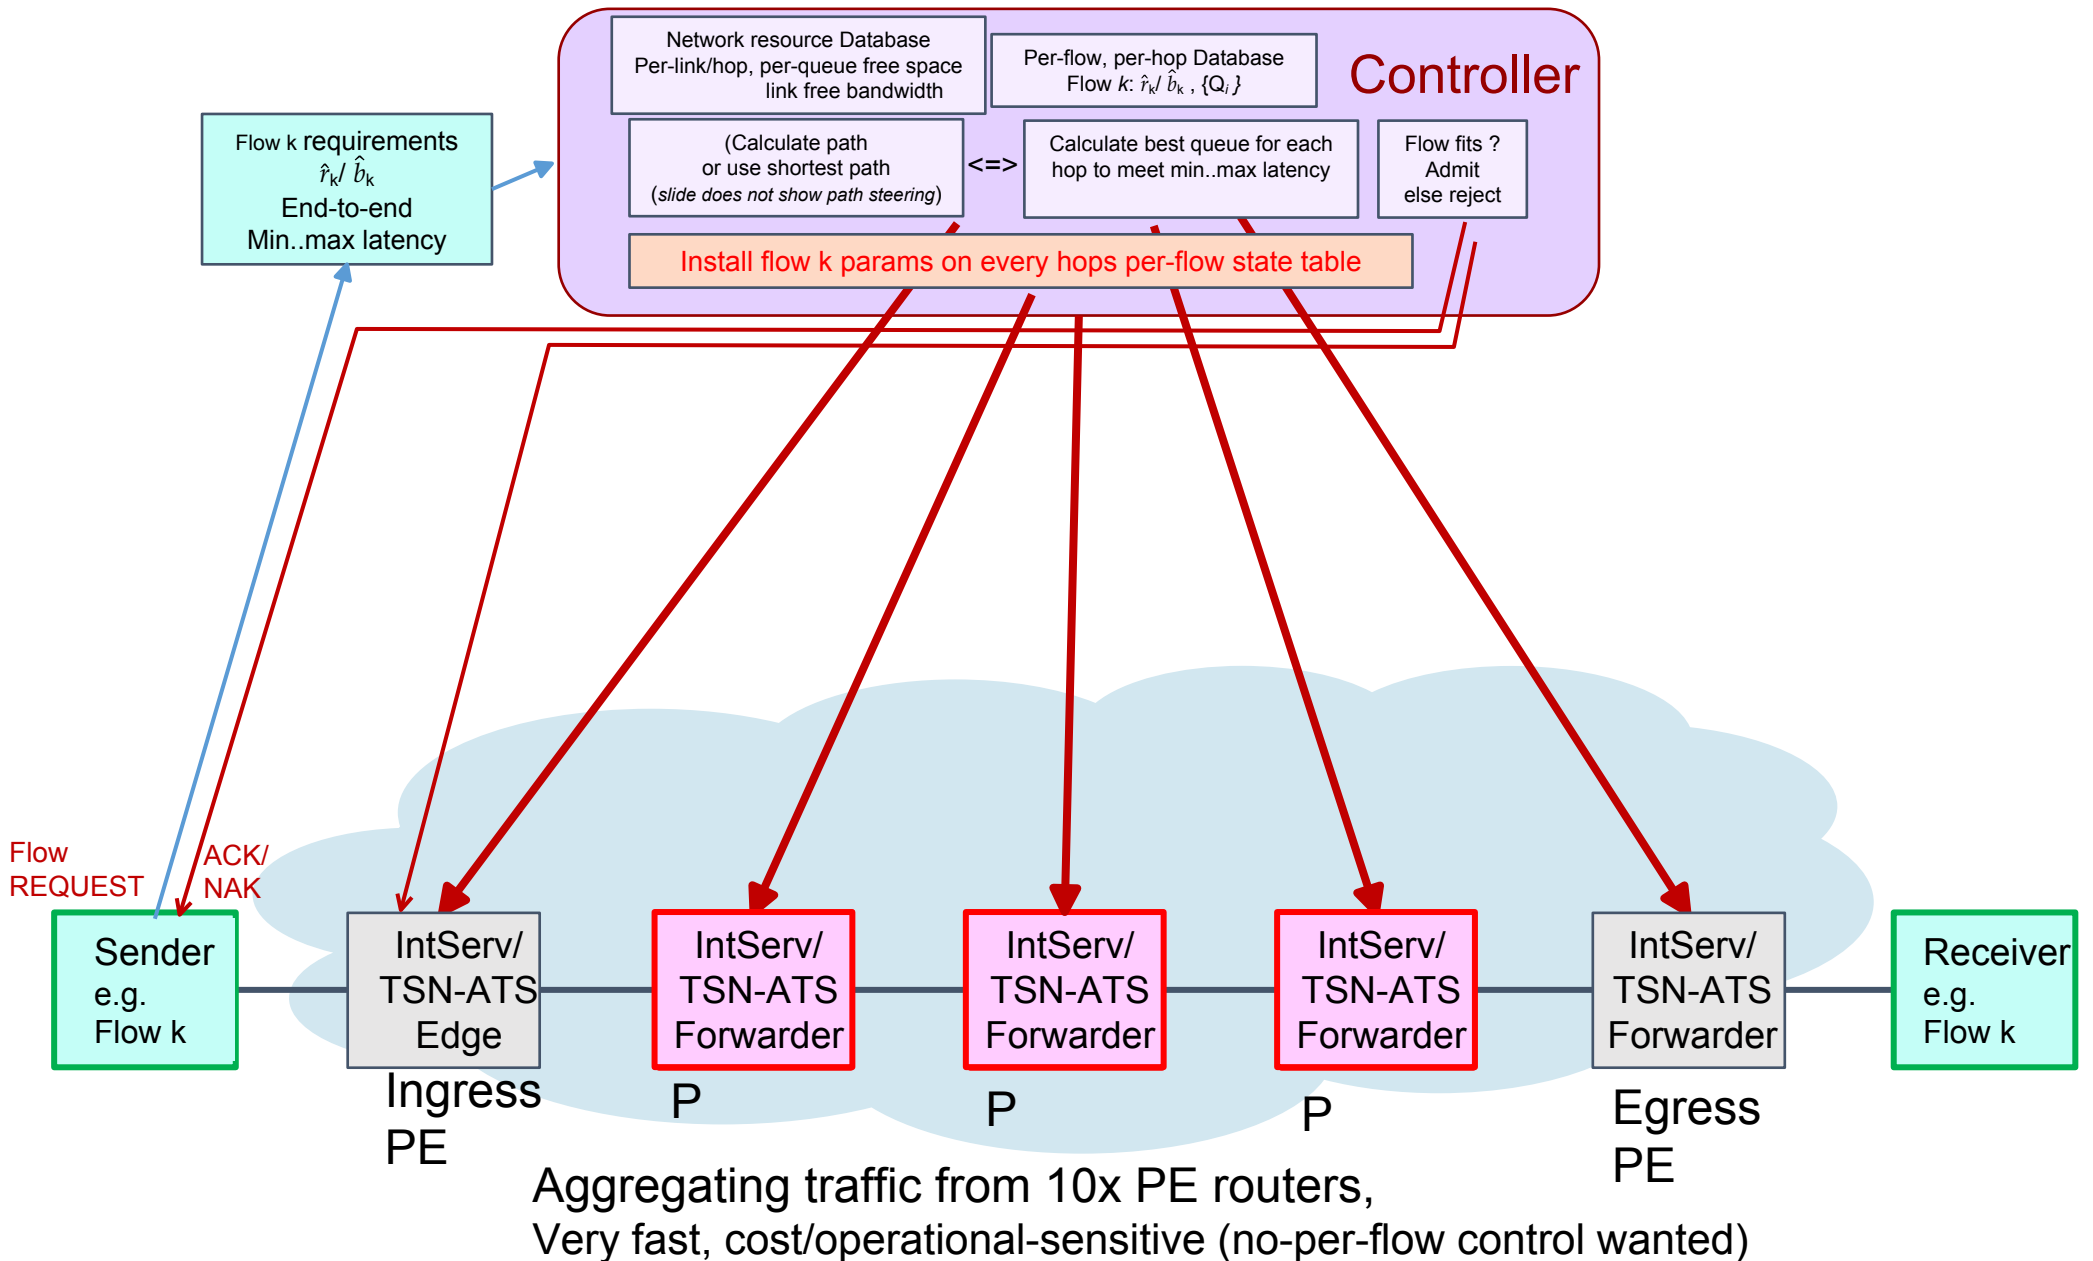 Network resource Database
Per-link/hop, per-queue free space
link free bandwidth
Per-flow, per-hop Database
Flow k: r̂k/ b̂k , {Qi}
Controller
Flow k requirements
r̂k/ b̂k
End-to-end
Min..max latency
(Calculate path
or use shortest path
(slide does not show path steering)
<=>
Calculate best queue for each
hop to meet min..max latency
Flow fits ?
Admit
else reject
Install flow k params on every hops per-flow state table
Flow
REQUEST
ACK/
NAK
Sender
e.g.
Flow k
IntServ/
TSN-ATS
Edge
IntServ/
TSN-ATS
Forwarder
IntServ/
TSN-ATS
Forwarder
IntServ/
TSN-ATS
Forwarder
IntServ/
TSN-ATS
Forwarder
Receiver
e.g.
Flow k
Ingress
PE
P
P
P
Egress
PE
Aggregating traffic from 10x PE routers,
Very fast, cost/operational-sensitive (no-per-flow control wanted)